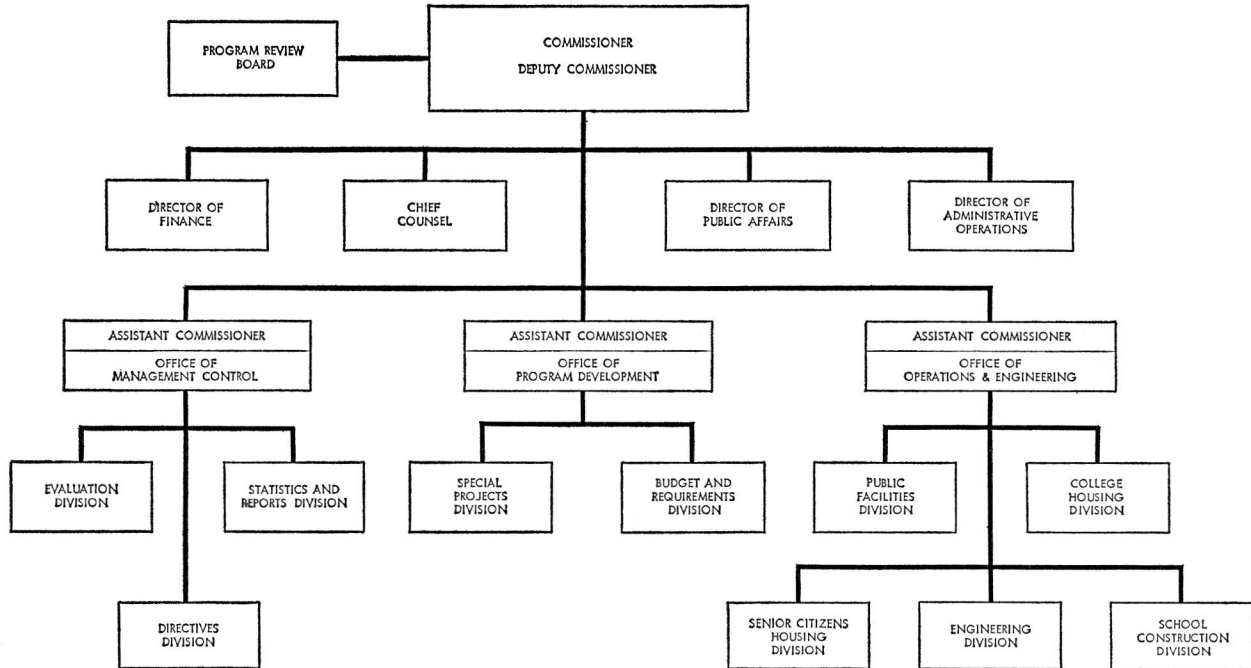 PROGRAM REVIEW
BOARD
COMMISSIONER
DEPUTY COMMISSIONER
DIRECTOR OF
FINANCE
CHIEF
COUNSEL
DIRECTOR OF
PUBLIC AFFAIRS
DIRECTOR OF
ADMINISTRATIVE
OPERATIONS
ASSISTANT COMMISSIONER
OFFICE OF
MANAGEMENT CONTROL
ASSISTANT COMMISSIONER
OFFICE OF
PROGRAM DEVELOPMENT
ASSISTANT COMMISSIONER
OFFICE OF
OPERATIONS & ENGINEERING
EVALUATION
DIVISION
STATISTICS AND
REPORTS DIVISION
SPECIAL
PROJECTS
DIVISION
BUDGET AND
REQUIREMENTS
DIVISION
PUBLIC
FACILITIES
DIVISION
COLLEGE
HOUSING
DIVISION
DIRECTIVES
DIVISION
SENIOR CITIZENS
HOUSING
DIVISION
ENGINEERING
DIVISION
SCHOOL
CONSTRUCTION
DIVISION